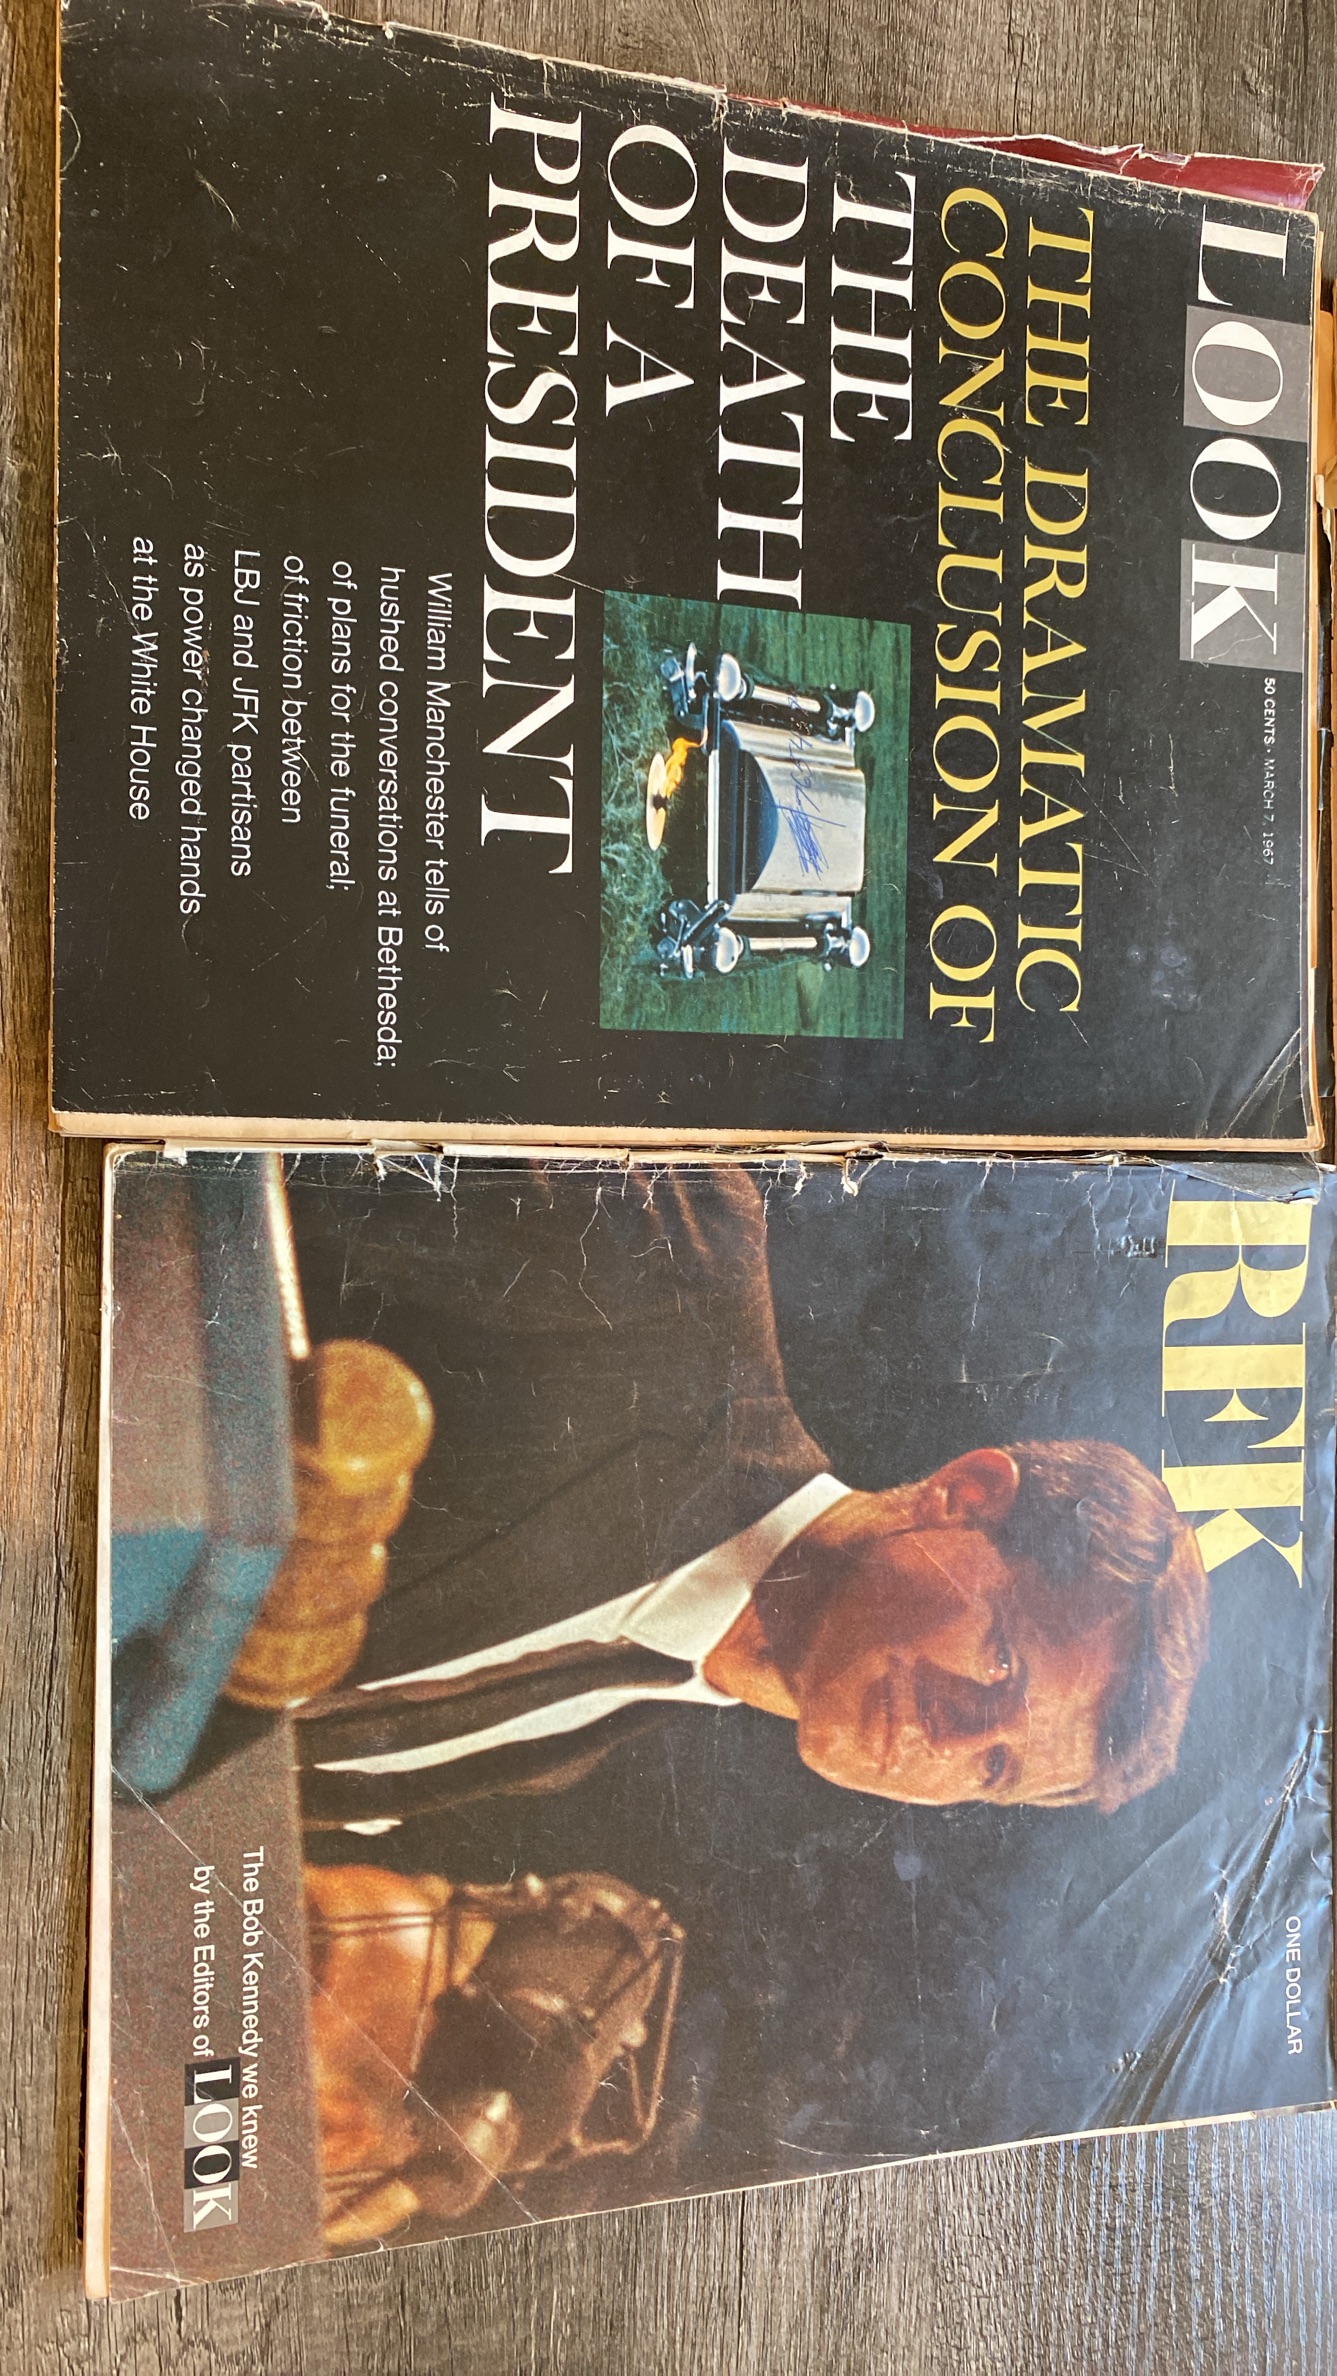 LOOK
50 CENTS · MARCH 7, 1967
THE DRAMATIC
CONCLUSION OF
THE
DEATH
OF A
PRESIDENT
William Manchester tells of
hushed conversations at Bethesda;
of plans for the funeral;
of friction between
LBJ and JFK partisans
as power changed hands
at the White House
RFK
ONE DOLLAR
The Bob Kennedy we knew
by the Editors of LOOK